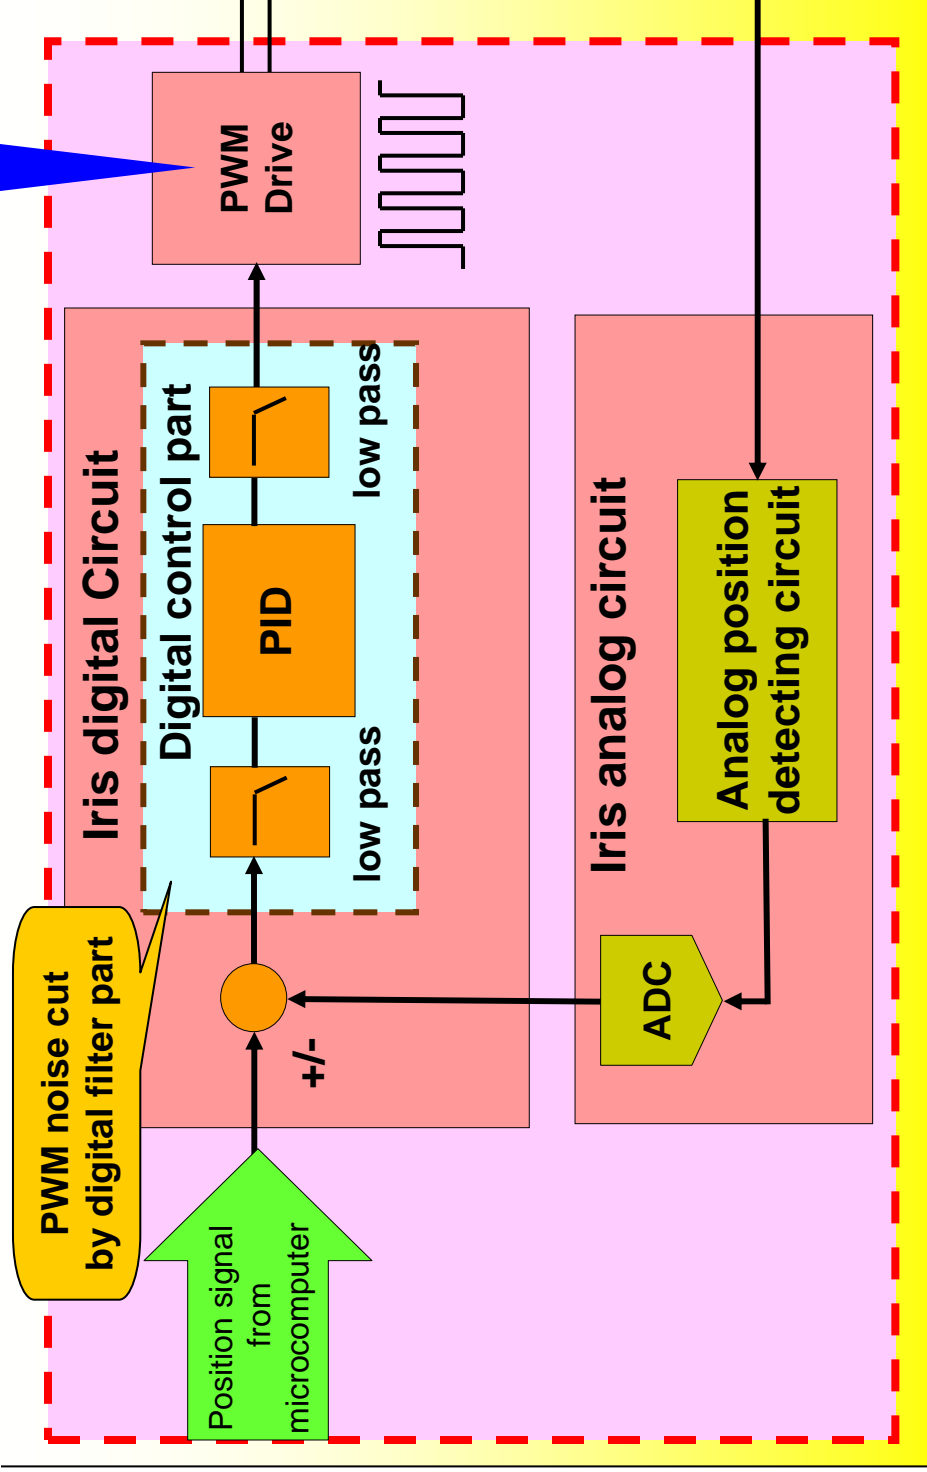 PWM noise cut
by digital filter part
Iris digital Circuit
Digital control part
Position signal
from
microcomputer
+/-
low pass
PID
low pass
PWM
Drive
Iris analog circuit
ADC
Analog position
detecting circuit